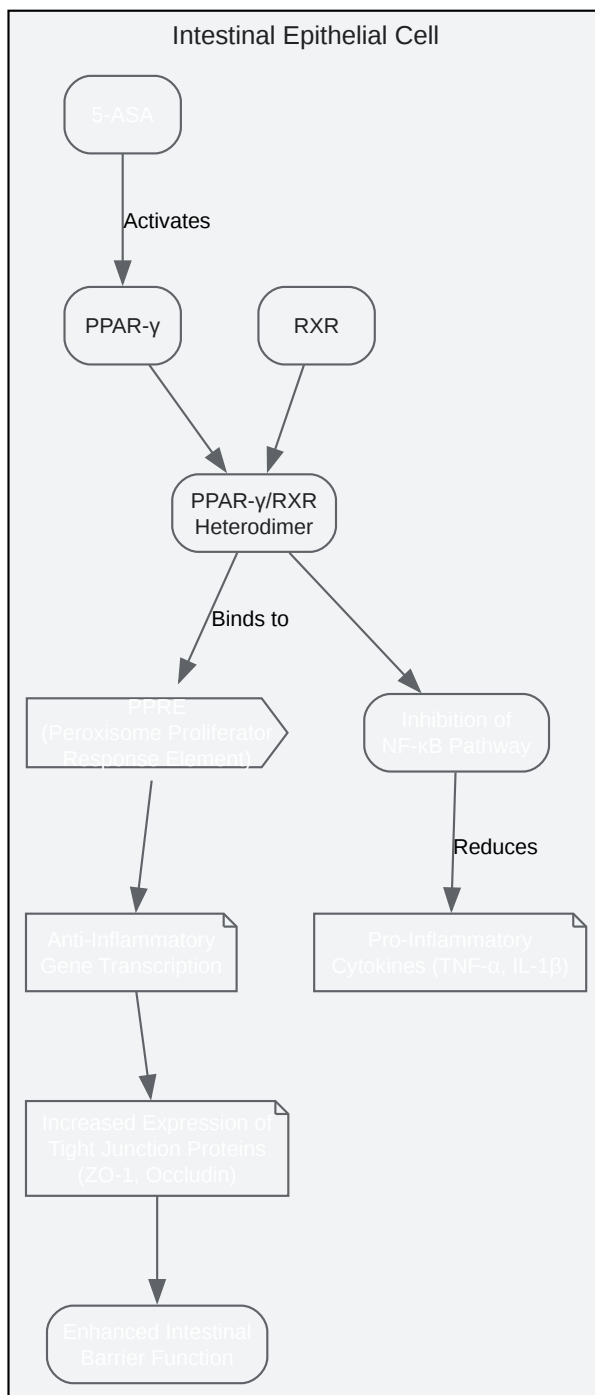 Intestinal Epithelial Cell
5-ASA
Activates
PPAR-γ
RXR
PPAR-γ/RXR
Heterodimer
Binds to
PPRE
(Peroxisome Proliferator
Response Element)
Inhibition of
NF-κB Pathway
Reduces
Anti-Inflammatory
Gene Transcription
Pro-Inflammatory
Cytokines (TNF-α, IL-1β)
Increased Expression of
Tight Junction Proteins
(ZO-1, Occludin)
Enhanced Intestinal
Barrier Function